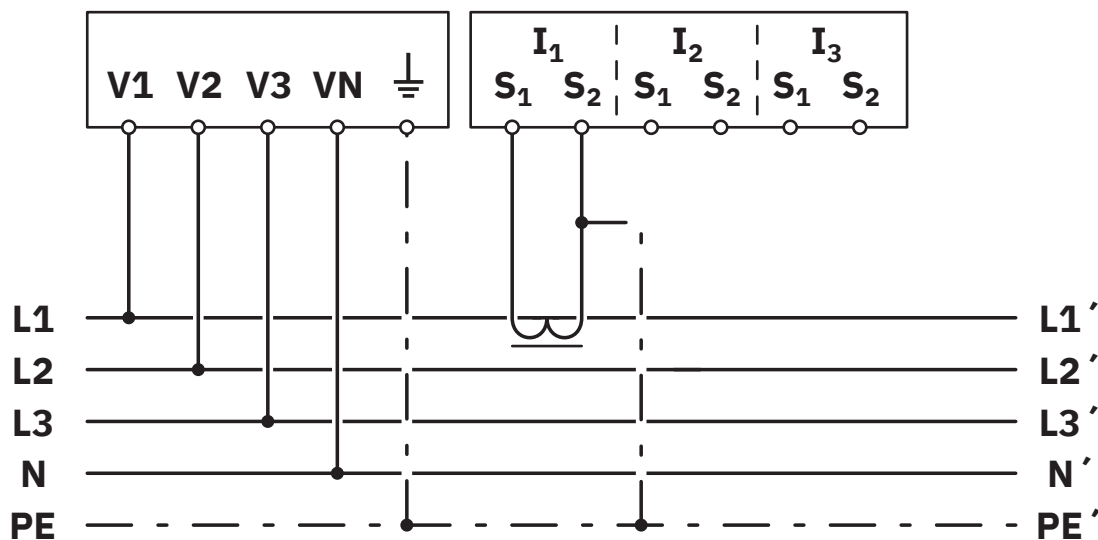 I₁ I₂ I₃
V1 V2 V3 VN S₁ S₂ S₁ S₂ S₁ S₂
L1 L1′
L2 L2′
L3 L3′
N N′
PE PE′